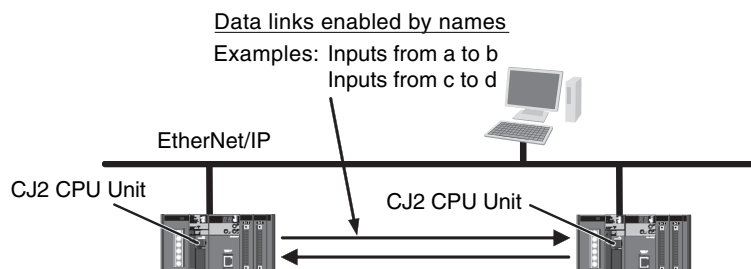 Data links enabled by names
Examples: Inputs from a to b
Inputs from c to d
EtherNet/IP
CJ2 CPU Unit
CJ2 CPU Unit